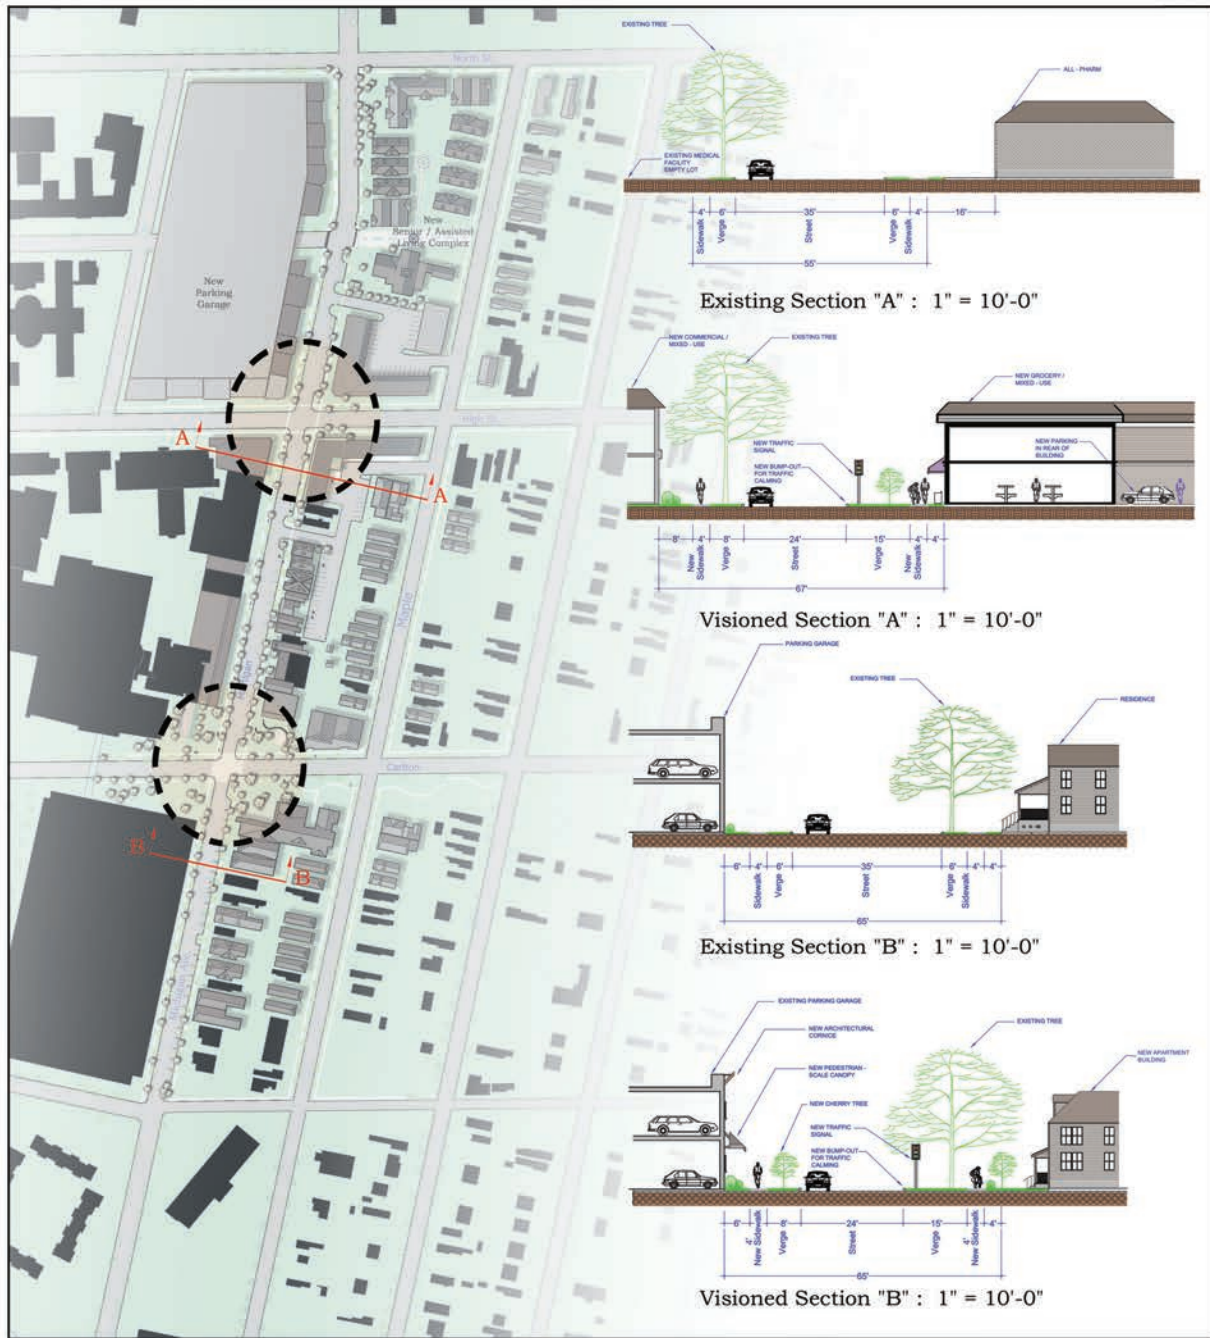 North St.
New
Senior / Assisted
Living Complex
New
Parking
Garage
High St.
A
A
Maple
Michigan
Carlton
B
B
Michigan Ave.
EXISTING TREE
ALL - PHARM
EXISTING MEDICAL
FACILITY
EMPTY LOT
4' 6' 35' 6' 4' 16'
Sidewalk
Verge
Street
Verge
Sidewalk
55'
Existing Section "A" : 1" = 10'-0"
NEW COMMERCIAL /
MIXED - USE
EXISTING TREE
NEW GROCERY /
MIXED - USE
NEW TRAFFIC
SIGNAL
NEW PARKING
IN REAR OF
BUILDING
NEW BUMP-OUT
FOR TRAFFIC
CALMING
8' 4' 8' 24' 15' 4' 4'
New
Sidewalk
Verge
Street
Verge
New
Sidewalk
67'
Visioned Section "A" : 1" = 10'-0"
PARKING GARAGE
EXISTING TREE
RESIDENCE
6' 4' 6' 35' 6' 4' 4'
Sidewalk
Verge
Street
Verge
Sidewalk
65'
Existing Section "B" : 1" = 10'-0"
EXISTING PARKING GARAGE
EXISTING TREE
NEW ARCHITECTURAL
CORNICE
NEW APARTMENT
BUILDING
NEW PEDESTRIAN -
SCALE CANOPY
NEW CHERRY TREE
NEW TRAFFIC
SIGNAL
NEW BUMP-OUT
FOR TRAFFIC
CALMING
6' 4' 8' 24' 15' 4' 4'
New Sidewalk
Verge
Street
Verge
New Sidewalk
65'
Visioned Section "B" : 1" = 10'-0"